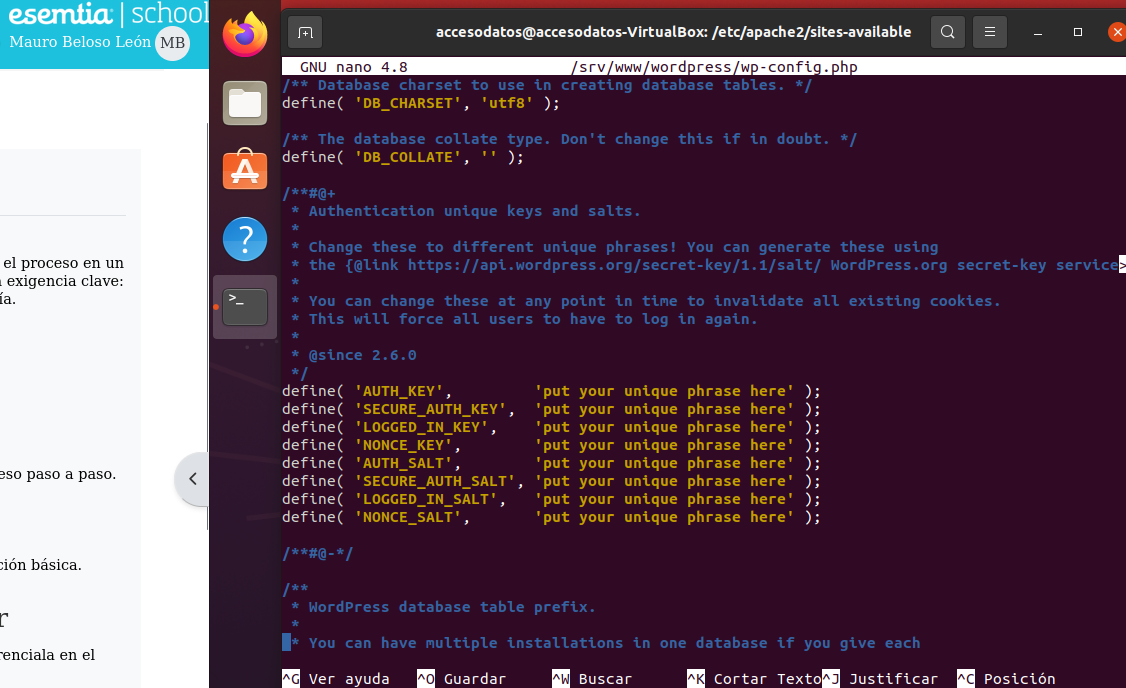 esemtia | school
Mauro Beloso León MB
el proceso en un
exigencia clave:
ía.
eso paso a paso.
ción básica.
r
renciala en el
accesodatos@accesodatos-VirtualBox: /etc/apache2/sites-available
GNU nano 4.8 /srv/www/wordpress/wp-config.php
/** Database charset to use in creating database tables. */
define( 'DB_CHARSET', 'utf8' );
/** The database collate type. Don't change this if in doubt. */
define( 'DB_COLLATE', '' );
/**#@+
* Authentication unique keys and salts.
*
* Change these to different unique phrases! You can generate these using
* the {@link https://api.wordpress.org/secret-key/1.1/salt/ WordPress.org secret-key service>
*
* You can change these at any point in time to invalidate all existing cookies.
* This will force all users to have to log in again.
*
* @since 2.6.0
*/
define( 'AUTH_KEY',         'put your unique phrase here' );
define( 'SECURE_AUTH_KEY',  'put your unique phrase here' );
define( 'LOGGED_IN_KEY',    'put your unique phrase here' );
define( 'NONCE_KEY',        'put your unique phrase here' );
define( 'AUTH_SALT',        'put your unique phrase here' );
define( 'SECURE_AUTH_SALT', 'put your unique phrase here' );
define( 'LOGGED_IN_SALT',   'put your unique phrase here' );
define( 'NONCE_SALT',       'put your unique phrase here' );
/**#@-*/
/**
* WordPress database table prefix.
*
* You can have multiple installations in one database if you give each
^G Ver ayuda ^O Guardar ^W Buscar ^K Cortar Texto ^J Justificar ^C Posición